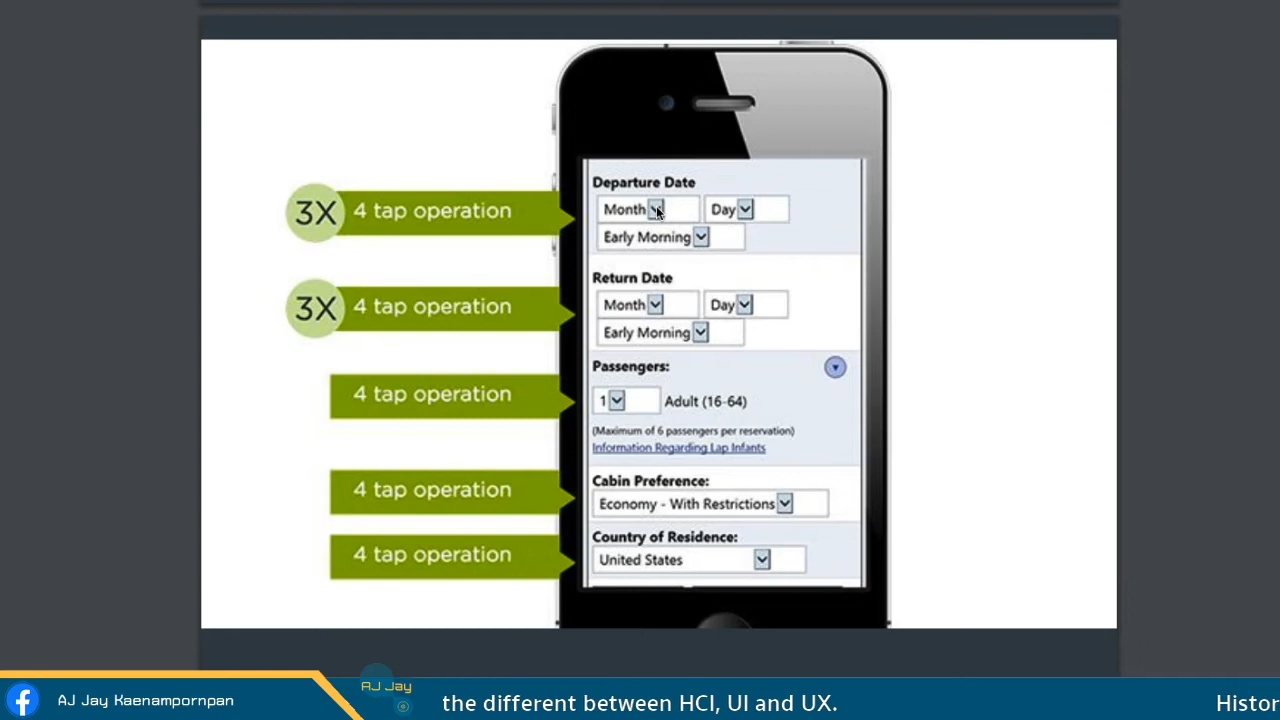 3X 4 tap operation
3X 4 tap operation
4 tap operation
4 tap operation
4 tap operation
Departure Date
Month Day
Early Morning
Return Date
Month Day
Early Morning
Passengers:
1 Adult (16-64)
(Maximum of 6 passengers per reservation)
Information Regarding Lap Infants
Cabin Preference:
Economy - With Restrictions
Country of Residence:
United States
AJ Jay Kaenampornpan
AJ Jay
the different between HCI, UI and UX.
Histor